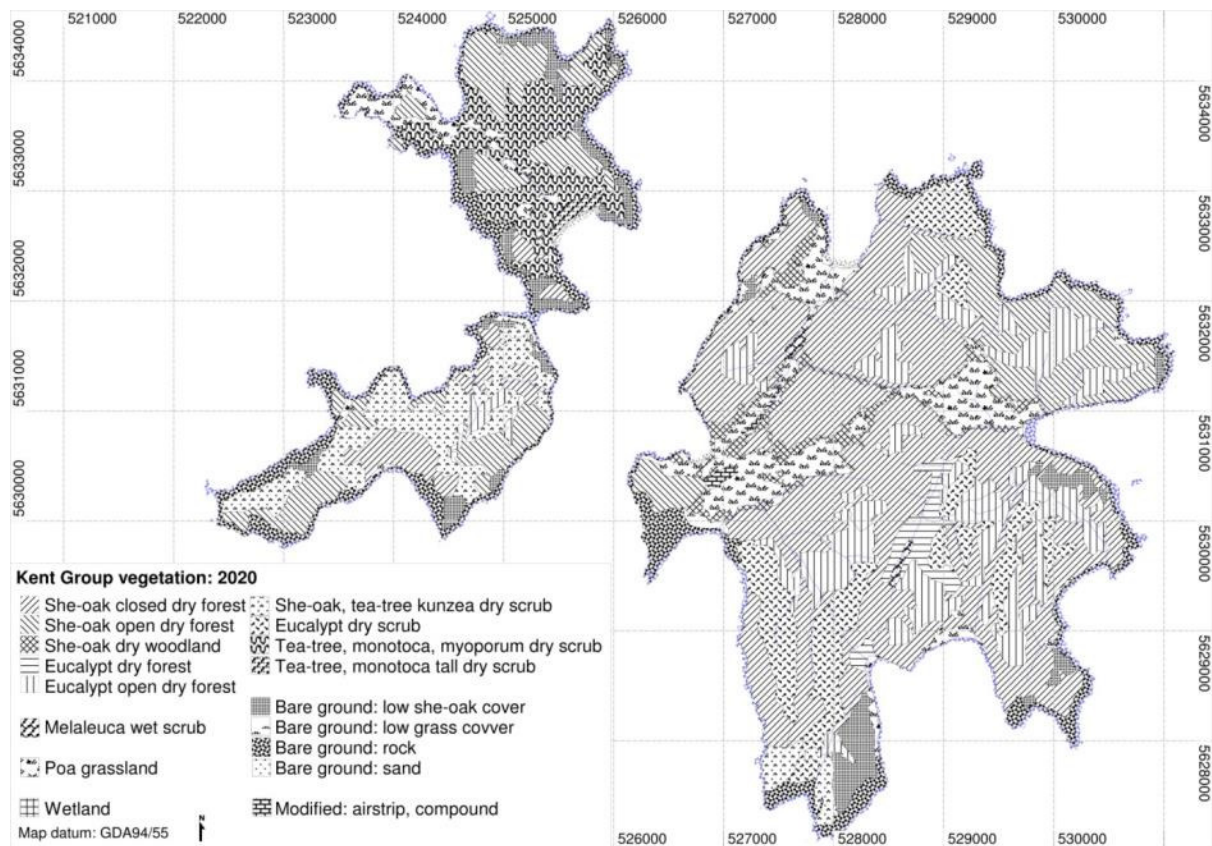 521000 522000 523000 524000 525000 526000 527000 528000 529000 530000
5634000
5633000
5632000
5631000
5630000
5634000
5633000
5632000
5631000
5630000
5629000
5628000
Kent Group vegetation: 2020
She-oak closed dry forest
She-oak open dry forest
She-oak dry woodland
Eucalypt dry forest
Eucalypt open dry forest
Melaleuca wet scrub
Poa grassland
Wetland
She-oak, tea-tree kunzea dry scrub
Eucalypt dry scrub
Tea-tree, monotoca, myoporum dry scrub
Tea-tree, monotoca tall dry scrub
Bare ground: low she-oak cover
Bare ground: low grass covver
Bare ground: rock
Bare ground: sand
Modified: airstrip, compound
Map datum: GDA94/55
N
526000 527000 528000 529000 530000